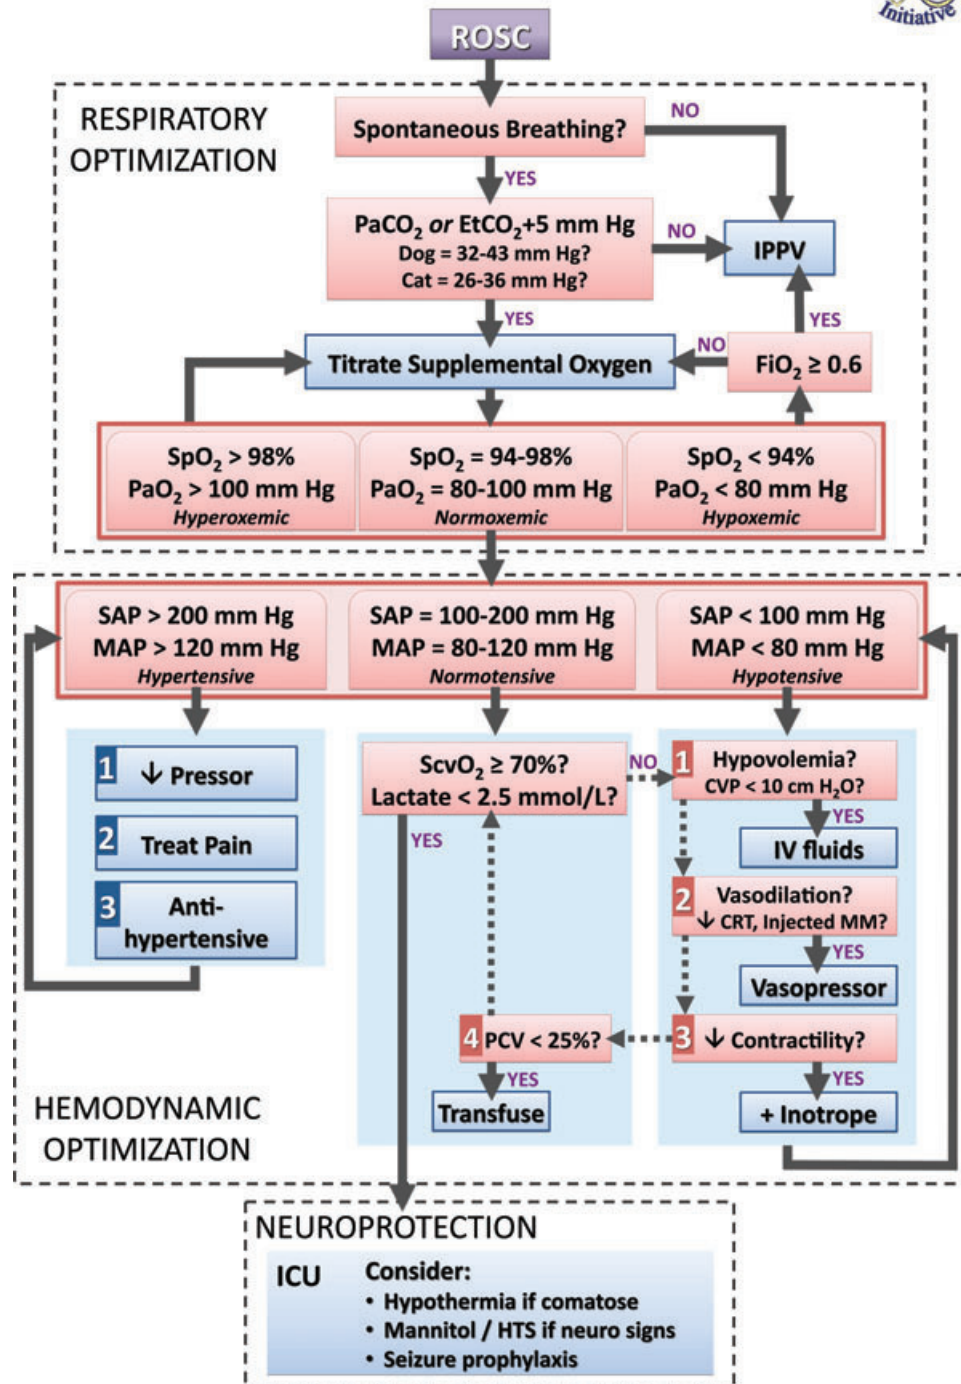 Initiative
ROSC
RESPIRATORY
OPTIMIZATION
Spontaneous Breathing?
NO
YES
PaCO₂ or EtCO₂+5 mm Hg
Dog = 32-43 mm Hg?
Cat = 26-36 mm Hg?
NO
IPPV
YES
YES
Titrate Supplemental Oxygen
NO
FiO₂ ≥ 0.6
SpO₂ > 98%
PaO₂ > 100 mm Hg
Hyperoxemic
SpO₂ = 94-98%
PaO₂ = 80-100 mm Hg
Normoxemic
SpO₂ < 94%
PaO₂ < 80 mm Hg
Hypoxemic
SAP > 200 mm Hg
MAP > 120 mm Hg
Hypertensive
SAP = 100-200 mm Hg
MAP = 80-120 mm Hg
Normotensive
SAP < 100 mm Hg
MAP < 80 mm Hg
Hypotensive
1 ↓ Pressor
2 Treat Pain
3 Anti-
hypertensive
ScvO₂ ≥ 70%?
Lactate < 2.5 mmol/L?
NO
YES
1 Hypovolemia?
CVP < 10 cm H₂O?
YES
IV fluids
2 Vasodilation?
↓ CRT, Injected MM?
YES
Vasopressor
3 ↓ Contractility?
YES
+ Inotrope
4 PCV < 25%?
YES
Transfuse
HEMODYNAMIC
OPTIMIZATION
NEUROPROTECTION
ICU Consider:
• Hypothermia if comatose
• Mannitol / HTS if neuro signs
• Seizure prophylaxis